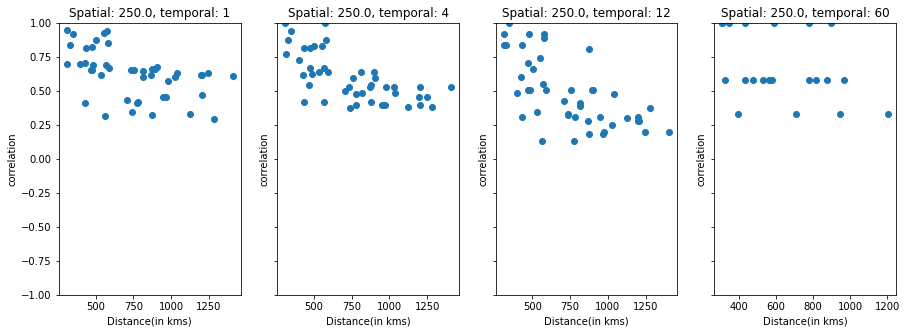 Spatial: 250.0, temporal: 1
Spatial: 250.0, temporal: 4
Spatial: 250.0, temporal: 12
Spatial: 250.0, temporal: 60
1.00
0.75
0.50
0.25
0.00
−0.25
−0.50
−0.75
−1.00
correlation
correlation
correlation
correlation
500 750 1000 1250
500 750 1000 1250
500 750 1000 1250
400 600 800 1000 1200
Distance(in kms)
Distance(in kms)
Distance(in kms)
Distance(in kms)